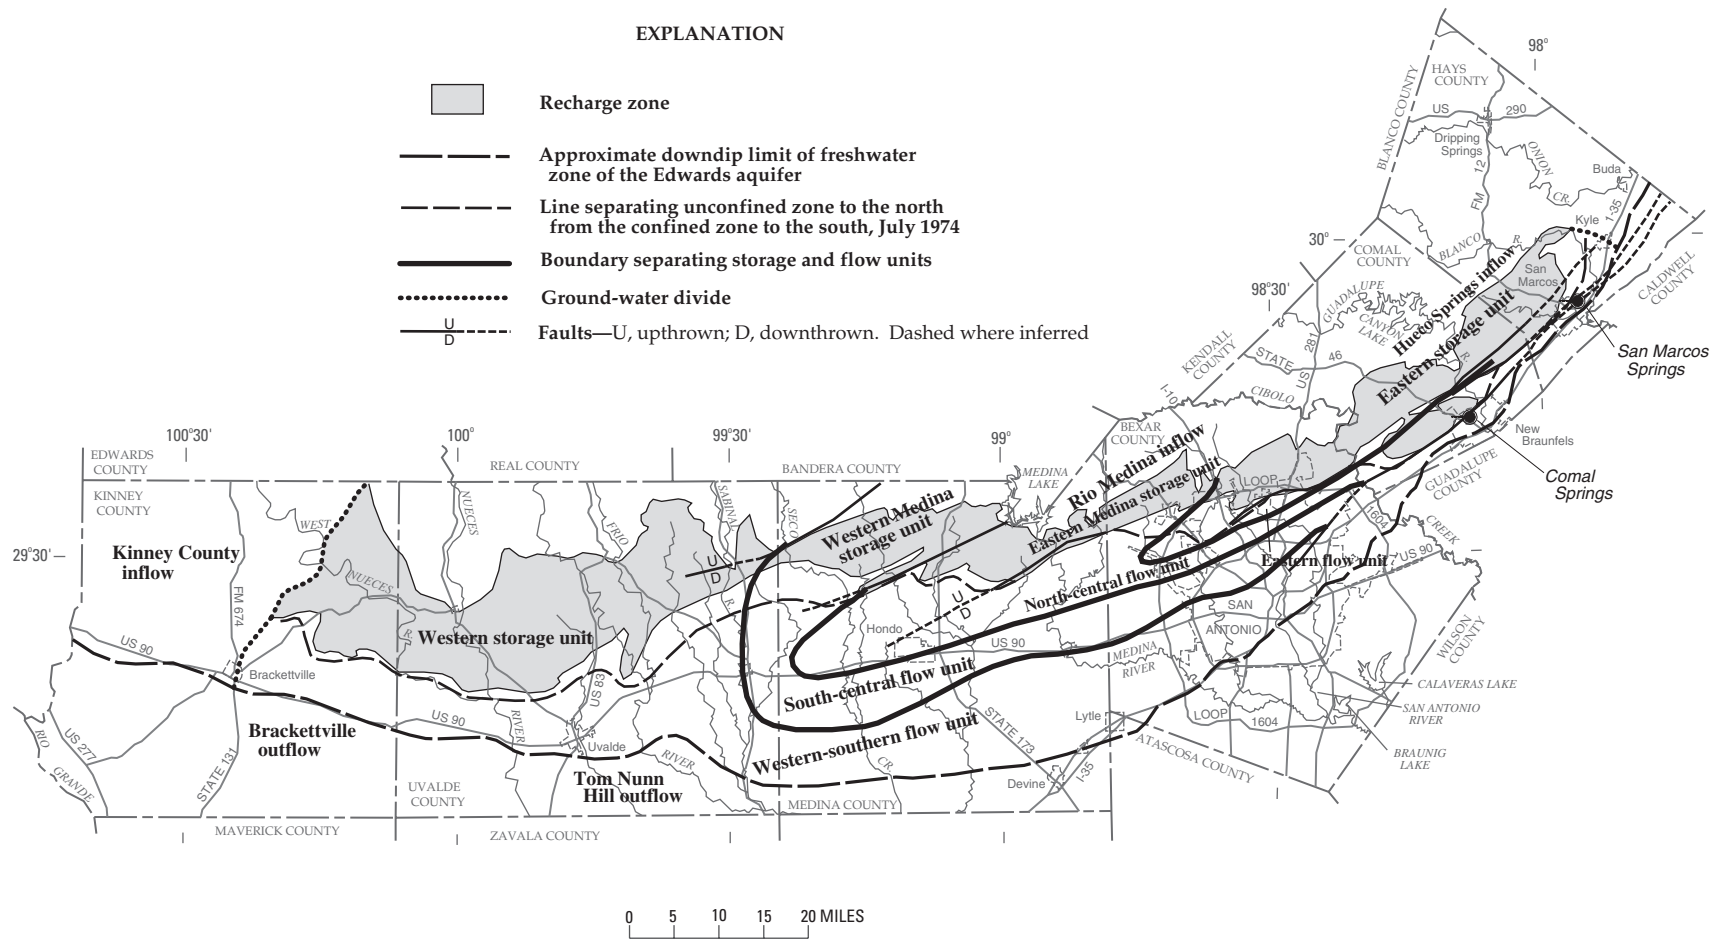 EXPLANATION
Recharge zone
Approximate downdip limit of freshwater
zone of the Edwards aquifer
Line separating unconfined zone to the north
from the confined zone to the south, July 1974
Boundary separating storage and flow units
Ground-water divide
U
D
Faults—U, upthrown; D, downthrown. Dashed where inferred
98°
HAYS
COUNTY
BLANCO COUNTY
US
290
Dripping
Springs
ONION
CR.
Buda
FM
12
I-35
Kyle
30°
COMAL
COUNTY
BLANCO
R.
San
Marcos
CALDWELL
COUNTY
98°30'
GUADALUPE
CANYON
LAKE
R.
Hueco Springs inflow
Eastern storage unit
San Marcos
Springs
KENDALL
COUNTY
STATE
46
US
281
I-10
CIBOLO
New
Braunfels
GUADALUPE
COUNTY
Comal
Springs
100°30'
100°
99°30'
99°
EDWARDS
COUNTY
REAL COUNTY
BANDERA COUNTY
BEXAR
COUNTY
MEDINA
LAKE
Rio Medina inflow
Eastern Medina storage unit
LOOP
1604
CREEK
US 90
KINNEY
COUNTY
WEST
NUECES
R.
NUECES
FRIO
SABINAL
R.
SECO
Western Medina
storage unit
29°30'
Kinney County
inflow
U
D
U
D
FM 674
Western storage unit
North-central flow unit
Eastern flow unit
SAN
ANTONIO
WILSON
COUNTY
US 90
Hondo
US 90
MEDINA
RIVER
Brackettville
US 83
South-central flow unit
CALAVERAS LAKE
SAN ANTONIO
RIVER
BRAUNIG
LAKE
RIO
GRANDE
US 277
STATE 131
Brackettville
outflow
US 90
RIVER
Uvalde
RIVER
Western-southern flow unit
STATE 173
Lytle
LOOP
1604
ATASCOSA COUNTY
Tom Nunn
Hill outflow
CR.
Devine
I-35
UVALDE
COUNTY
MEDINA COUNTY
MAVERICK COUNTY
ZAVALA COUNTY
0 5 10 15 20 MILES